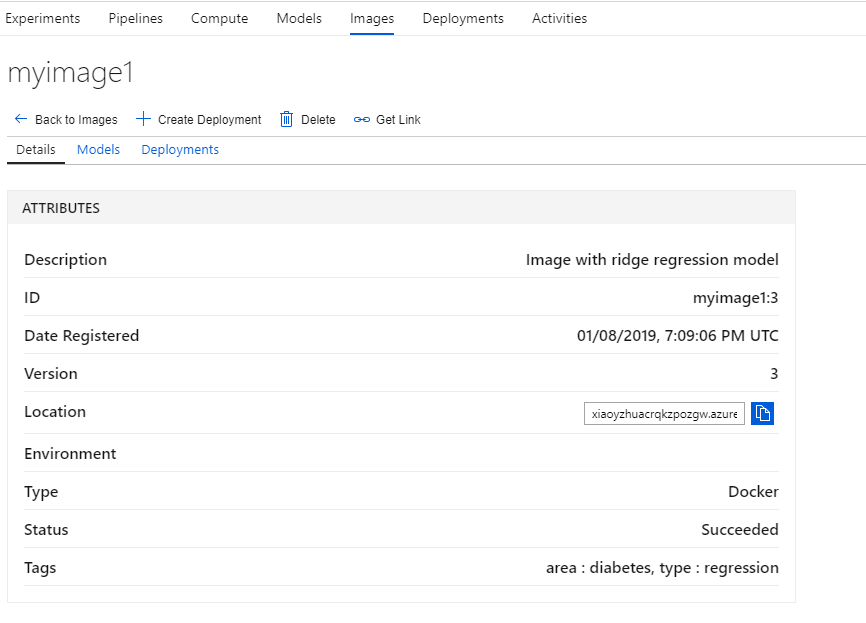 Experiments Pipelines Compute Models Images Deployments Activities
myimage1
Back to Images Create Deployment Delete Get Link
Details Models Deployments
ATTRIBUTES
Description Image with ridge regression model
ID myimage1:3
Date Registered 01/08/2019, 7:09:06 PM UTC
Version 3
Location xiaoyzhuacrqkzpozgw.azure
Environment
Type Docker
Status Succeeded
Tags area : diabetes, type : regression